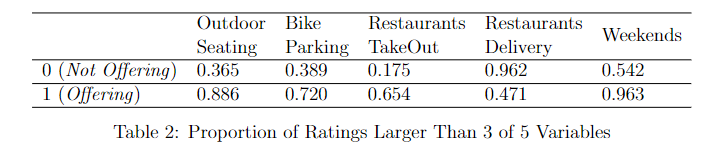 Outdoor Seating Bike Parking Restaurants TakeOut Restaurants Delivery Weekends
0 (Not Offering) 0.365 0.389 0.175 0.962 0.542
1 (Offering) 0.886 0.720 0.654 0.471 0.963
Table 2: Proportion of Ratings Larger Than 3 of 5 Variables